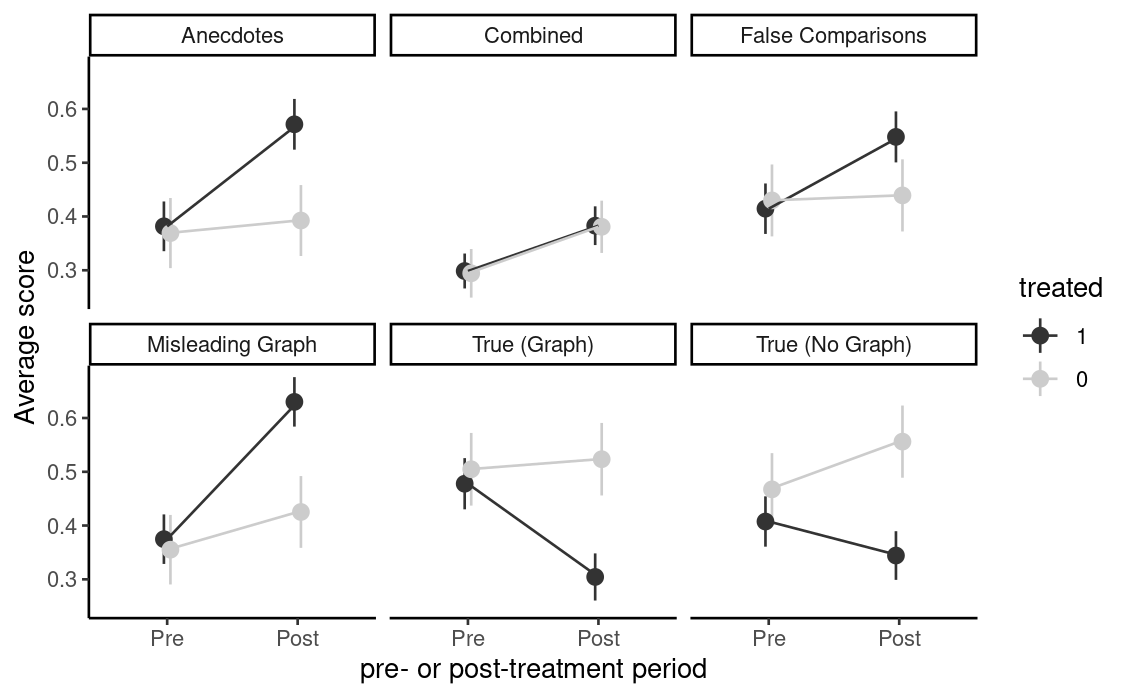 Anecdotes
Combined
False Comparisons
0.6
0.5
0.4
0.3
Misleading Graph
True (Graph)
True (No Graph)
0.6
0.5
0.4
0.3
Average score
Pre
Post
Pre
Post
Pre
Post
pre- or post-treatment period
treated
1
0